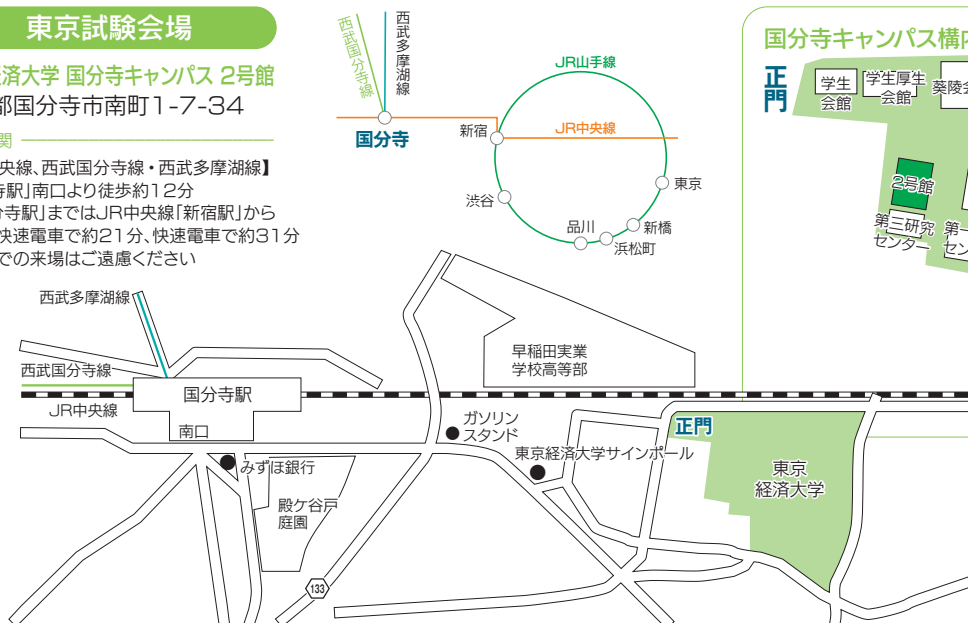 東京試験会場
経済大学 国分寺キャンパス 2号館
都国分寺市南町1-7-34
関
央線、西武国分寺線・西武多摩湖線】
寺駅」南口より徒歩約12分
分寺駅」まではJR中央線「新宿駅」から
快速電車で約21分、快速電車で約31分
での来場はご遠慮ください
西武国分寺線
西武多摩湖線
国分寺
JR山手線
新宿
JR中央線
渋谷
東京
品川
新橋
浜松町
国分寺キャンパス構内
正門
学生
会館
学生厚生
会館
葵陵会
2号館
第三研究
センター
第一
セン
西武多摩湖線
西武国分寺線
JR中央線
国分寺駅
南口
みずほ銀行
殿ケ谷戸
庭園
133
早稲田実業
学校高等部
ガソリン
スタンド
東京経済大学サインポール
正門
東京
経済大学